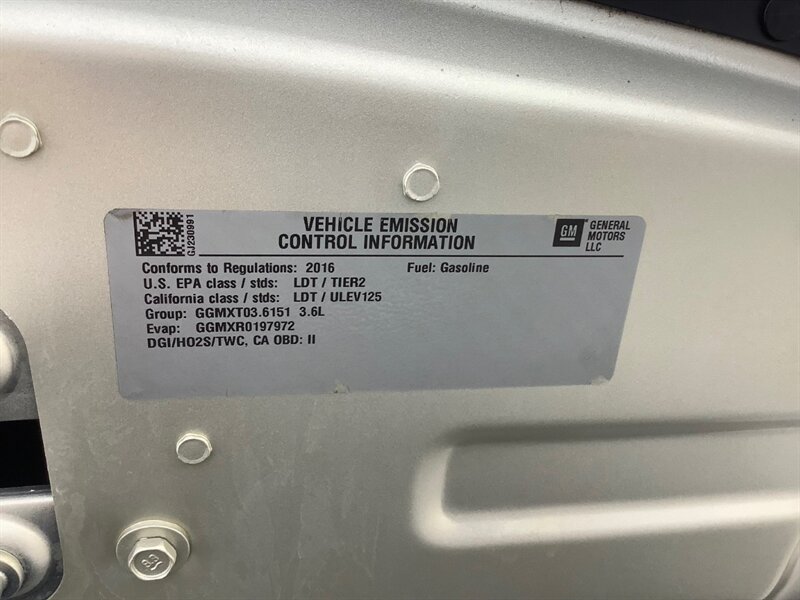 GJ230991
VEHICLE EMISSION
CONTROL INFORMATION
GM
GENERAL
MOTORS
LLC
Conforms to Regulations: 2016 Fuel: Gasoline
U.S. EPA class / stds: LDT / TIER2
California class / stds: LDT / ULEV125
Group: GGMXT03.6151 3.6L
Evap: GGMXR0197972
DGI/HO2S/TWC, CA OBD: II